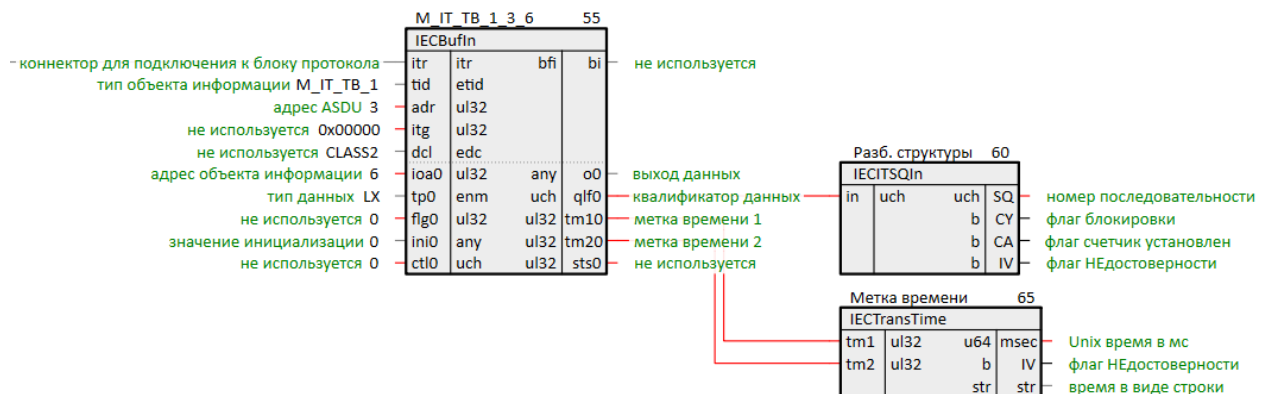 M_IT_TB_1_3_6 55
IECBufIn
коннектор для подключения к блоку протокола itr itr bfi bi не используется
тип объекта информации M_IT_TB_1 tid etid
адрес ASDU 3 adr ul32
не используется 0x00000 itg ul32
не используется CLASS2 dcl edc
адрес объекта информации 6 ioa0 ul32 any o0 выход данных
тип данных LX tp0 enm uch qlf0 квалификатор данных
не используется 0 flg0 ul32 ul32 tm10 метка времени 1
значение инициализации 0 ini0 any ul32 tm20 метка времени 2
не используется 0 ctl0 uch ul32 sts0 не используется
Разб. структуры 60
IECITSQIn
in uch uch SQ номер последовательности
b CY флаг блокировки
b CA флаг счетчик установлен
b IV флаг НЕдостоверности
Метка времени 65
IECTransTime
tm1 ul32 u64 msec Unix время в мс
tm2 ul32 b IV флаг НЕдостоверности
str str время в виде строки